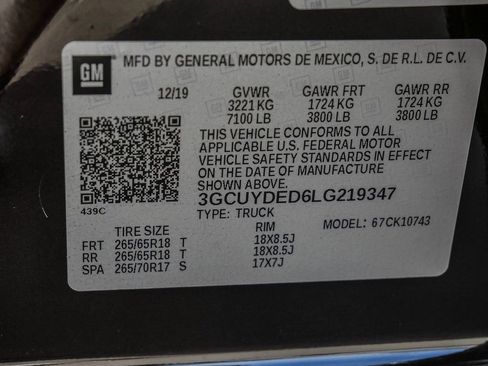 GM
MFD BY GENERAL MOTORS DE MEXICO, S. DE R.L. DE C.V.
12/19 GVWR GAWR FRT GAWR RR
3221 KG 1724 KG 1724 KG
7100 LB 3800 LB 3800 LB
THIS VEHICLE CONFORMS TO ALL
APPLICABLE U.S. FEDERAL MOTOR
VEHICLE SAFETY STANDARDS IN EFFECT
ON THE DATE OF MANUFACTURE
SHOWN ABOVE.
439C
3GCUYDED6LG219347
TYPE: TRUCK MODEL: 67CK10743
TIRE SIZE RIM
FRT 265/65R18 T 18X8.5J
RR 265/65R18 T 18X8.5J
SPA 265/70R17 S 17X7J